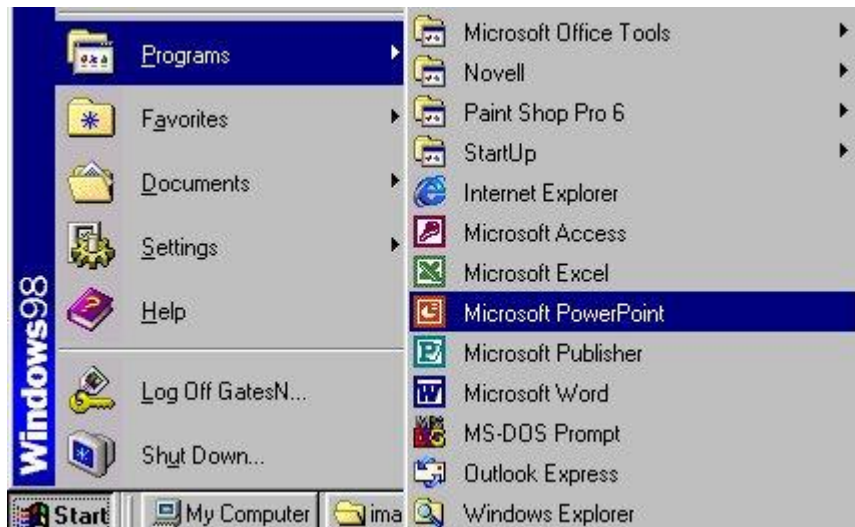 Programs
Favorites
Documents
Settings
Help
Log Off GatesN...
Shut Down...
Windows98
Microsoft Office Tools
Novell
Paint Shop Pro 6
StartUp
Internet Explorer
Microsoft Access
Microsoft Excel
Microsoft PowerPoint
Microsoft Publisher
Microsoft Word
MS-DOS Prompt
Outlook Express
Windows Explorer
Start
My Computer
ima